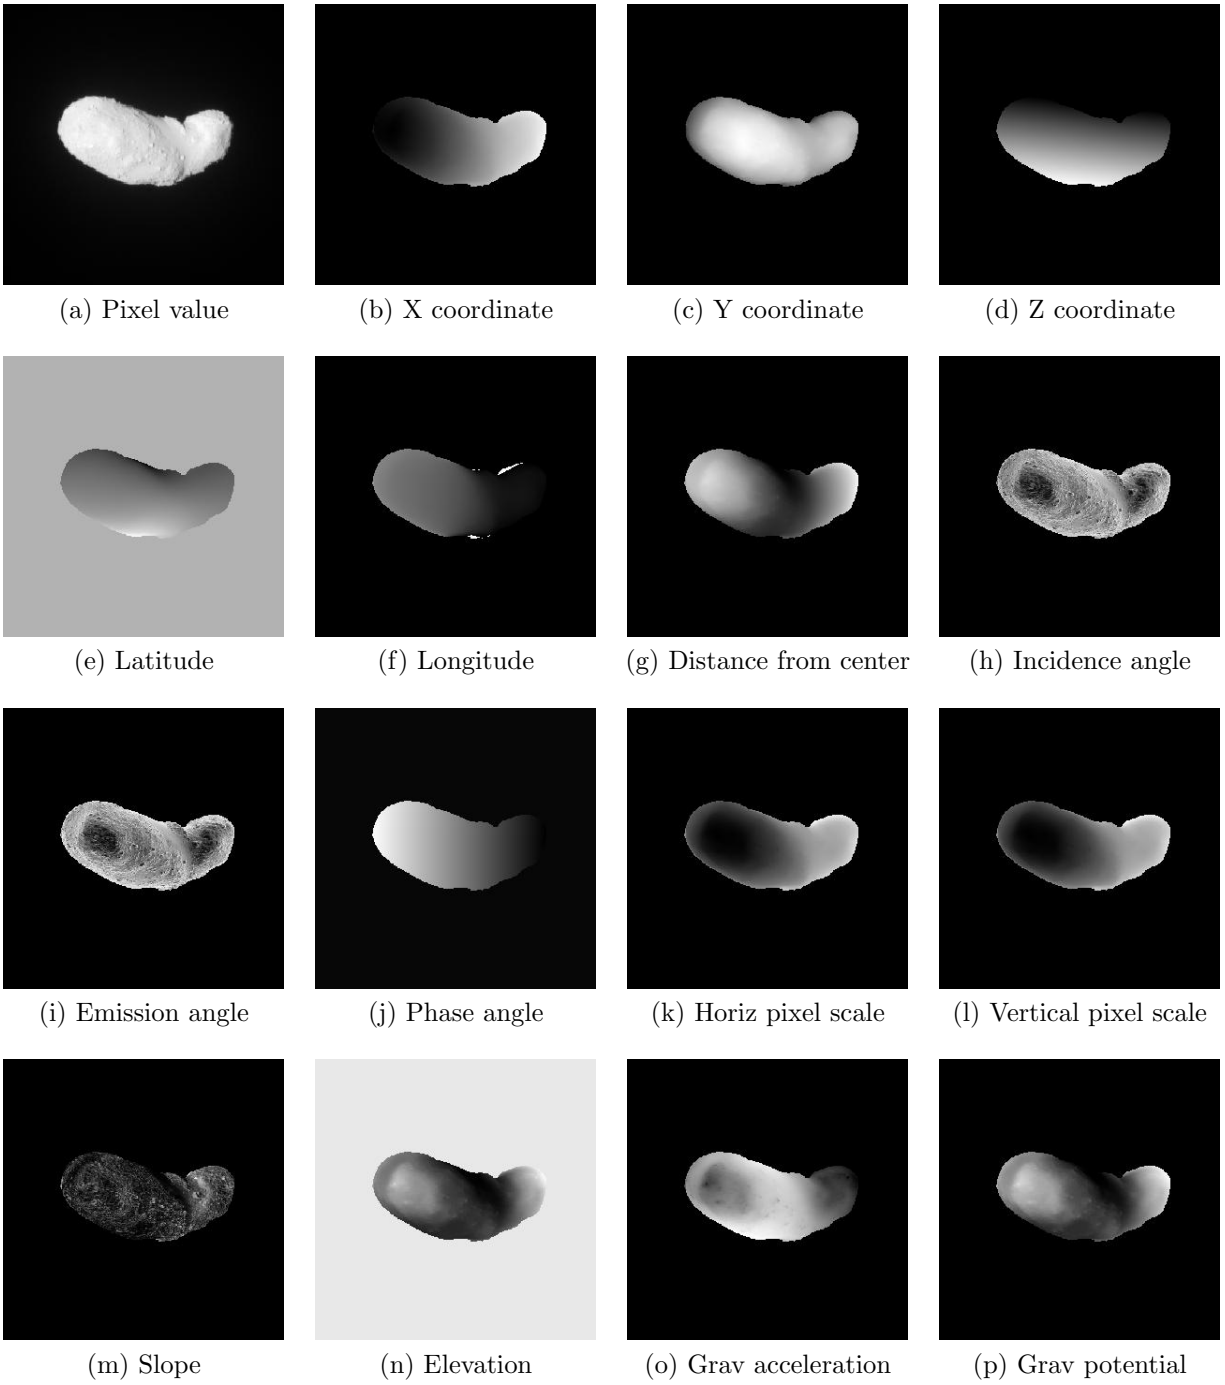 (a) Pixel value
(b) X coordinate
(c) Y coordinate
(d) Z coordinate
(e) Latitude
(f) Longitude
(g) Distance from center
(h) Incidence angle
(i) Emission angle
(j) Phase angle
(k) Horiz pixel scale
(l) Vertical pixel scale
(m) Slope
(n) Elevation
(o) Grav acceleration
(p) Grav potential